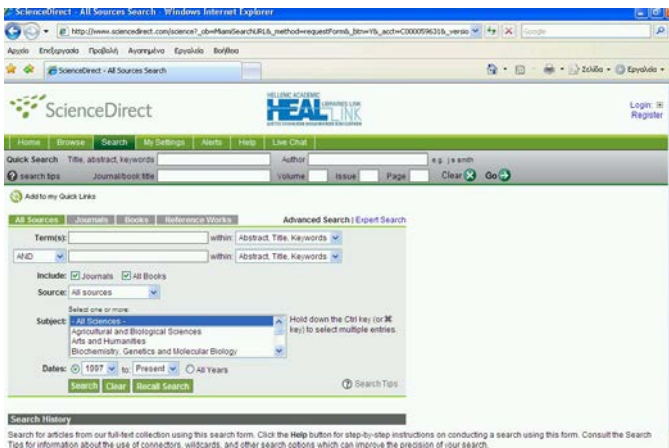 ScienceDirect - All Sources Search - Windows Internet Explorer
http://www.sciencedirect.com/science?_ob=MiamiSearchURL&_method=requestForm&_btn=Y&_acct=C000059631&_versio
Google
Αρχείο Επεξεργασία Προβολή Αγαπημένα Εργαλεία Βοήθεια
ScienceDirect - All Sources Search
Σελίδα Εργαλεία
ScienceDirect
HELLENIC ACADEMIC LIBRARIES LINK
HEAL LINK
Login:
Register
Home Browse Search My Settings Alerts Help Live Chat
Quick Search Title, abstract, keywords Author e.g. j s smith
search tips Journal/book title Volume Issue Page Clear Go
Add to my Quick Links
All Sources Journals Books Reference Works Advanced Search | Expert Search
Term(s): within: Abstract, Title, Keywords
AND within: Abstract, Title, Keywords
Include: Journals All Books
Source: All sources
Select one or more:
Subject: - All Sciences -
Agricultural and Biological Sciences
Arts and Humanities
Biochemistry, Genetics and Molecular Biology
Hold down the Ctrl key (or ⌘
key) to select multiple entries.
Dates: 1997 to: Present All Years
Search Clear Recall Search Search Tips
Search History
Search for articles from our full-text collection using this search form. Click the Help button for step-by-step instructions on conducting a search using this form. Consult the Search
Tips for information about the use of connectors, wildcards, and other search options which can improve the precision of your search.